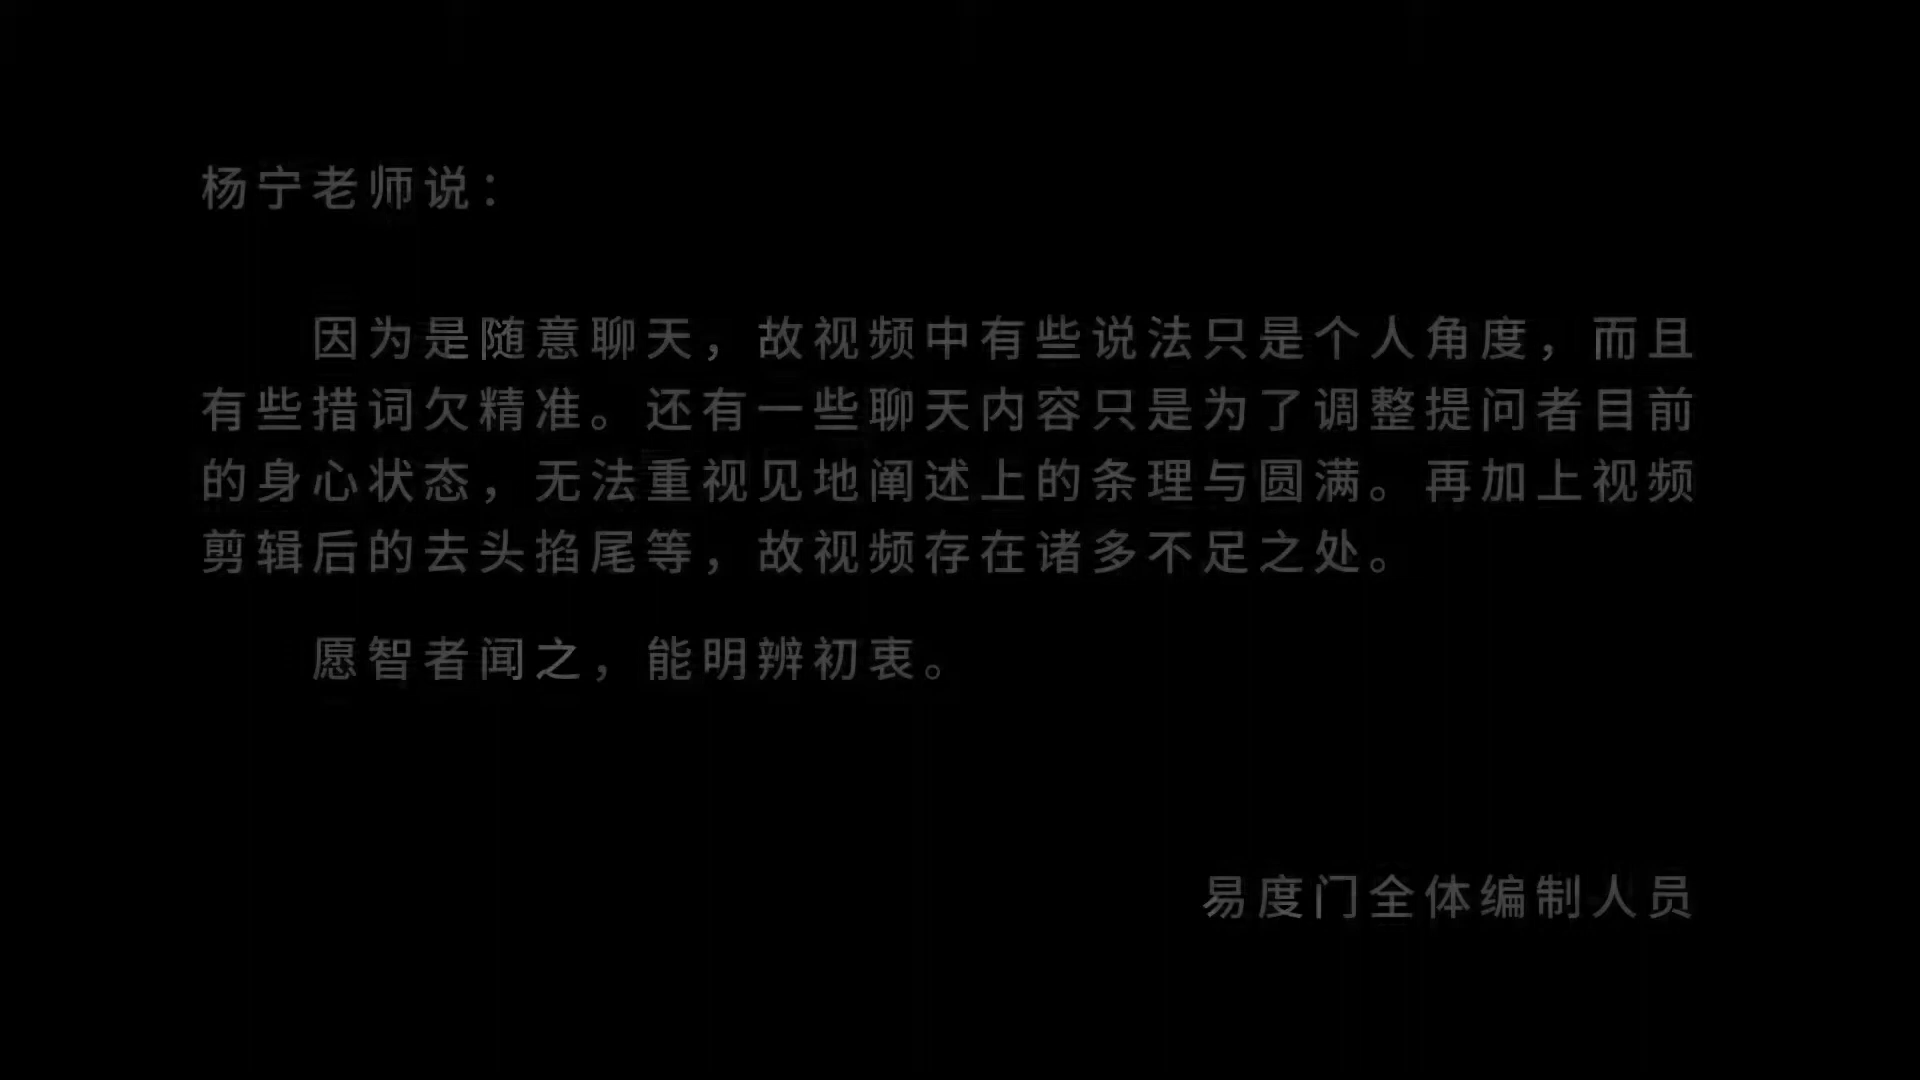 杨宁老师说：
因为是随意聊天，故视频中有些说法只是个人角度，而且
有些措词欠精准。还有一些聊天内容只是为了调整提问者目前
的身心状态，无法重视见地阐述上的条理与圆满。再加上视频
剪辑后的去头掐尾等，故视频存在诸多不足之处。
愿智者闻之，能明辨初衷。
易度门全体编制人员